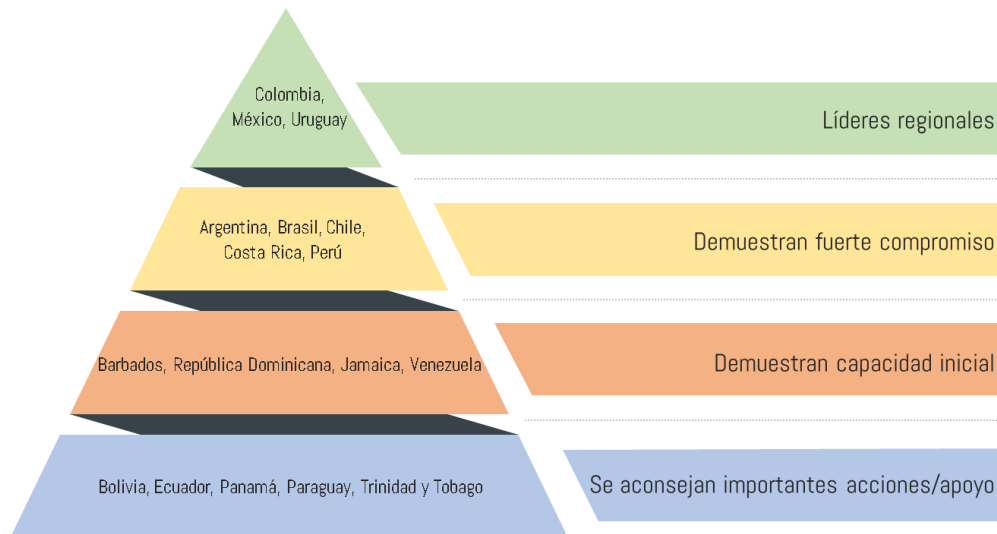 Colombia,
México, Uruguay
Líderes regionales
Argentina, Brasil, Chile,
Costa Rica, Perú
Demuestran fuerte compromiso
Barbados, República Dominicana, Jamaica, Venezuela
Demuestran capacidad inicial
Bolivia, Ecuador, Panamá, Paraguay, Trinidad y Tobago
Se aconsejan importantes acciones/apoyo